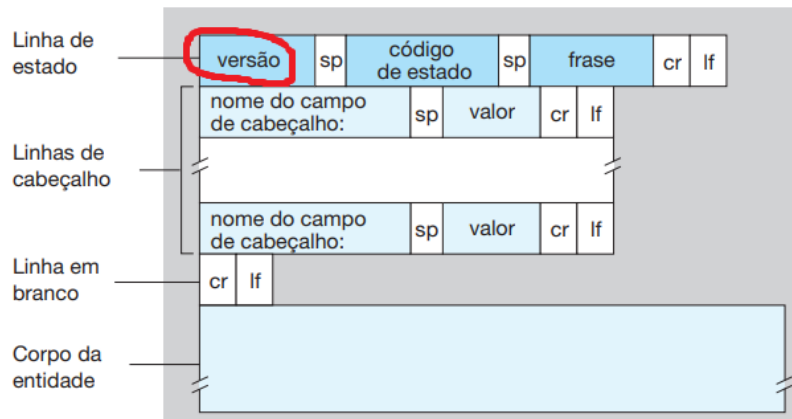 Linha de
estado
versão sp código
de estado sp frase cr lf
nome do campo
de cabeçalho: sp valor cr lf
Linhas de
cabeçalho
nome do campo
de cabeçalho: sp valor cr lf
Linha em
branco
cr lf
Corpo da
entidade